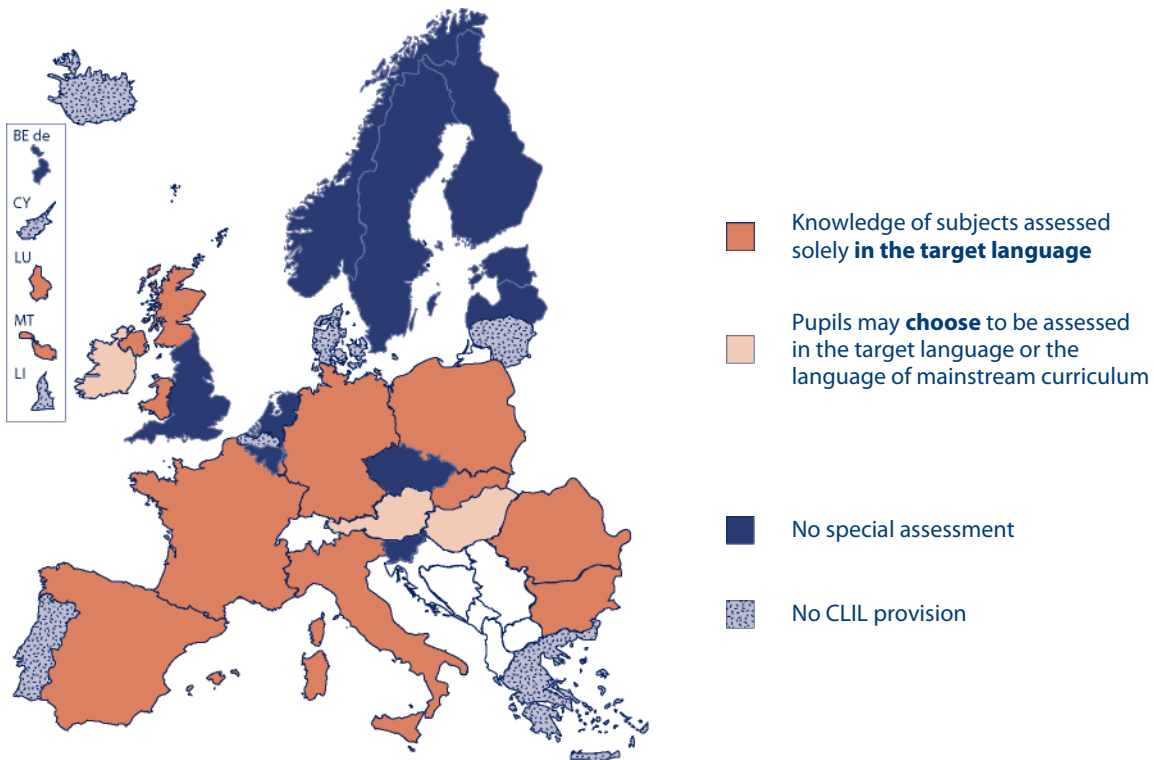 BE de
CY
LU
MT
LI
Knowledge of subjects assessed
solely in the target language
Pupils may choose to be assessed
in the target language or the
language of mainstream curriculum
No special assessment
No CLIL provision